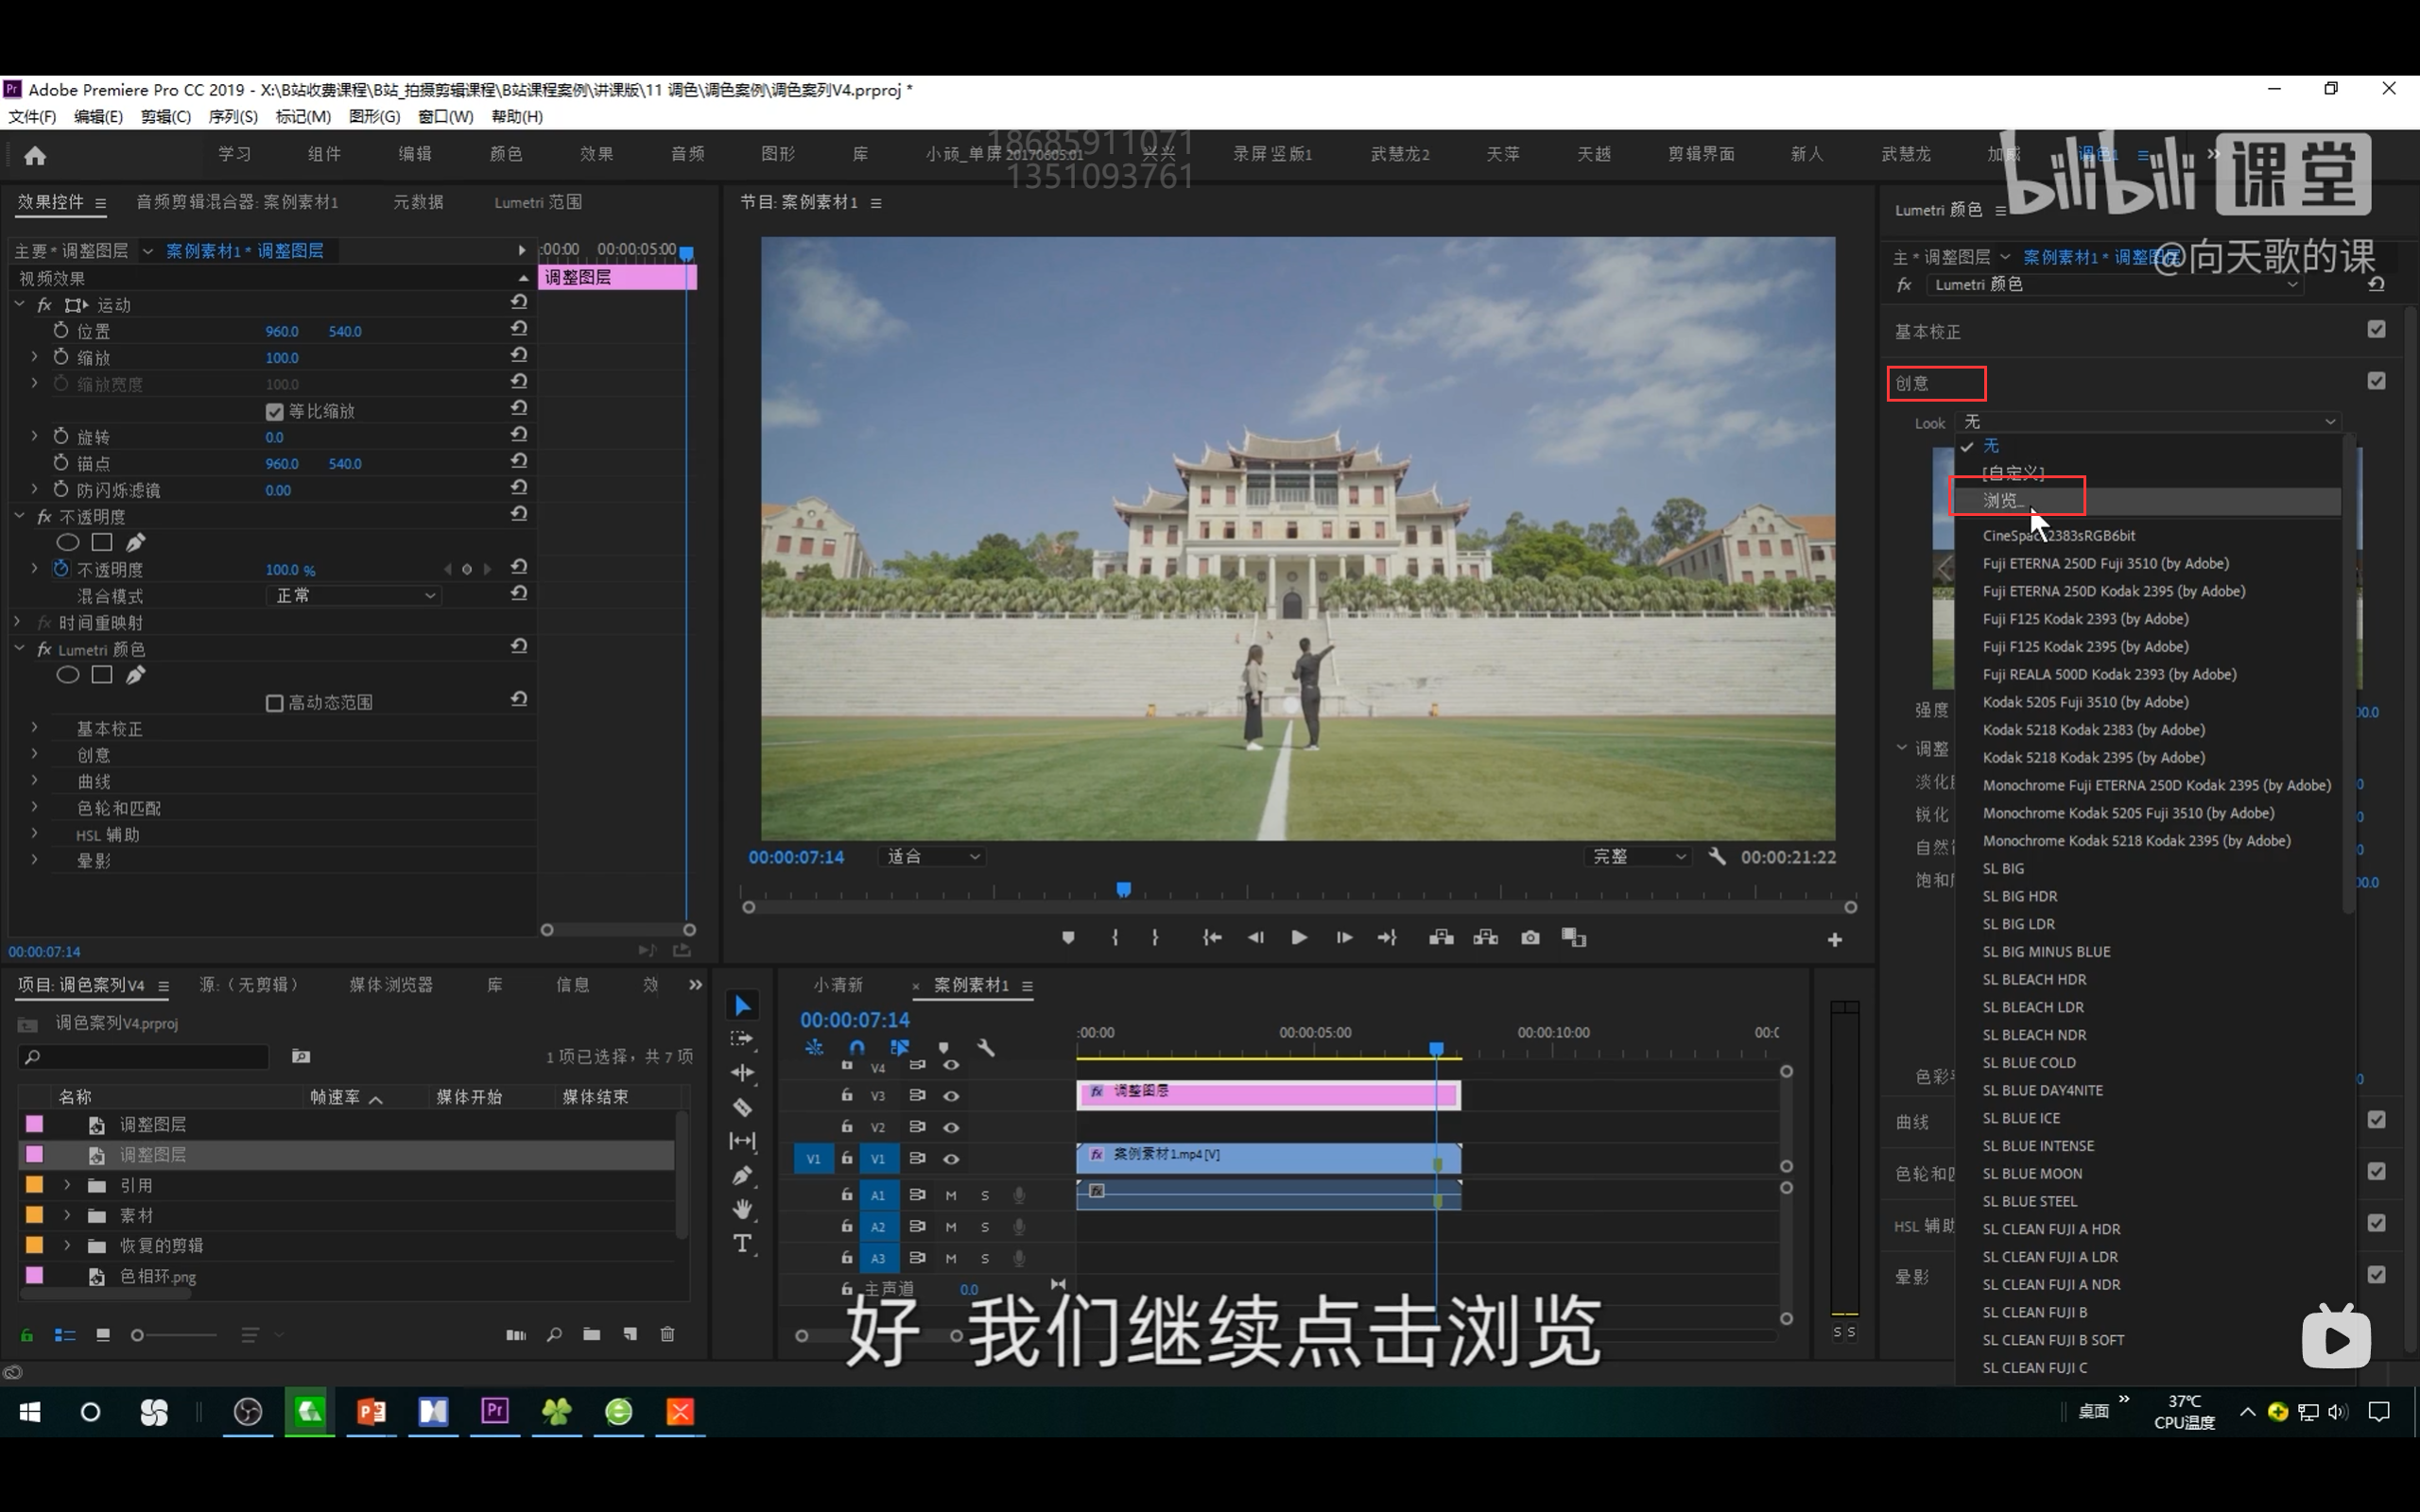 Adobe Premiere Pro CC 2019 - X:\B站收费课程\B站_拍摄剪辑课程\B站课程案例\讲课版\11 调色\调色案例\调色案列V4.prproj *
文件(F) 编辑(E) 剪辑(C) 序列(S) 标记(M) 图形(G) 窗口(W) 帮助(H)
学习 组件 编辑 颜色 效果 音频 图形 库 小顽_单屏20170605.01 兴兴 录屏竖版1 武慧龙2 天萍 天越 剪辑界面 新人 武慧龙 加威 调色1
18685911071
1351093761
bilibili 课堂
@向天歌的课
效果控件 音频剪辑混合器: 案例素材1 元数据 Lumetri 范围
主要 * 调整图层 案例素材1 * 调整图层
:00:00 00:00:05:00
视频效果 调整图层
fx 运动
位置 960.0 540.0
缩放 100.0
缩放宽度 100.0
等比缩放
旋转 0.0
锚点 960.0 540.0
防闪烁滤镜 0.00
fx 不透明度
不透明度 100.0 %
混合模式 正常
fx 时间重映射
fx Lumetri 颜色
高动态范围
基本校正
创意
曲线
色轮和匹配
HSL 辅助
晕影
00:00:07:14
节目: 案例素材1
00:00:07:14 适合 完整 00:00:21:22
Lumetri 颜色
主 * 调整图层 案例素材1 * 调整图层
fx Lumetri 颜色
基本校正
创意
Look 无
无
[自定义]
浏览...
CineSpace2383sRGB6bit
Fuji ETERNA 250D Fuji 3510 (by Adobe)
Fuji ETERNA 250D Kodak 2395 (by Adobe)
Fuji F125 Kodak 2393 (by Adobe)
Fuji F125 Kodak 2395 (by Adobe)
Fuji REALA 500D Kodak 2393 (by Adobe)
Kodak 5205 Fuji 3510 (by Adobe)
Kodak 5218 Kodak 2383 (by Adobe)
Kodak 5218 Kodak 2395 (by Adobe)
Monochrome Fuji ETERNA 250D Kodak 2395 (by Adobe)
Monochrome Kodak 5205 Fuji 3510 (by Adobe)
Monochrome Kodak 5218 Kodak 2395 (by Adobe)
SL BIG
SL BIG HDR
SL BIG LDR
SL BIG MINUS BLUE
SL BLEACH HDR
SL BLEACH LDR
SL BLEACH NDR
SL BLUE COLD
SL BLUE DAY4NITE
SL BLUE ICE
SL BLUE INTENSE
SL BLUE MOON
SL BLUE STEEL
SL CLEAN FUJI A HDR
SL CLEAN FUJI A LDR
SL CLEAN FUJI A NDR
SL CLEAN FUJI B
SL CLEAN FUJI B SOFT
SL CLEAN FUJI C
强度
调整
锐化
自然
饱和
色彩
曲线
色轮和
HSL 辅助
晕影
项目: 调色案列V4 源:（无剪辑） 媒体浏览器 库 信息 效
调色案列V4.prproj
1 项已选择，共 7 项
名称 帧速率 媒体开始 媒体结束
调整图层
调整图层
引用
素材
恢复的剪辑
色相环.png
小清新 × 案例素材1
00:00:07:14
:00:00 00:00:05:00 00:00:10:00 00:0
V4
V3 fx 调整图层
V2
V1 V1 fx 案例素材1.mp4 [V]
A1 M S fx
A2 M S
A3 M S
主声道 0.0
S S
好 我们继续点击浏览
桌面
37℃
CPU温度